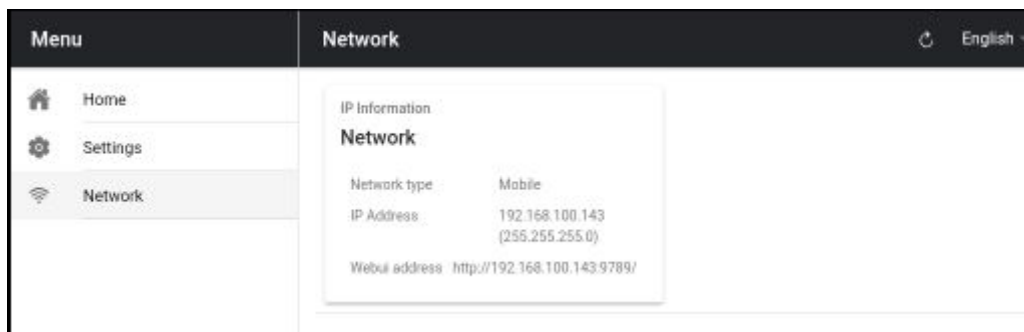 Menu
Network
English
Home
Settings
Network
IP Information
Network
Network type Mobile
IP Address 192.168.100.143
(255.255.255.0)
Webui address http://192.168.100.143:9789/